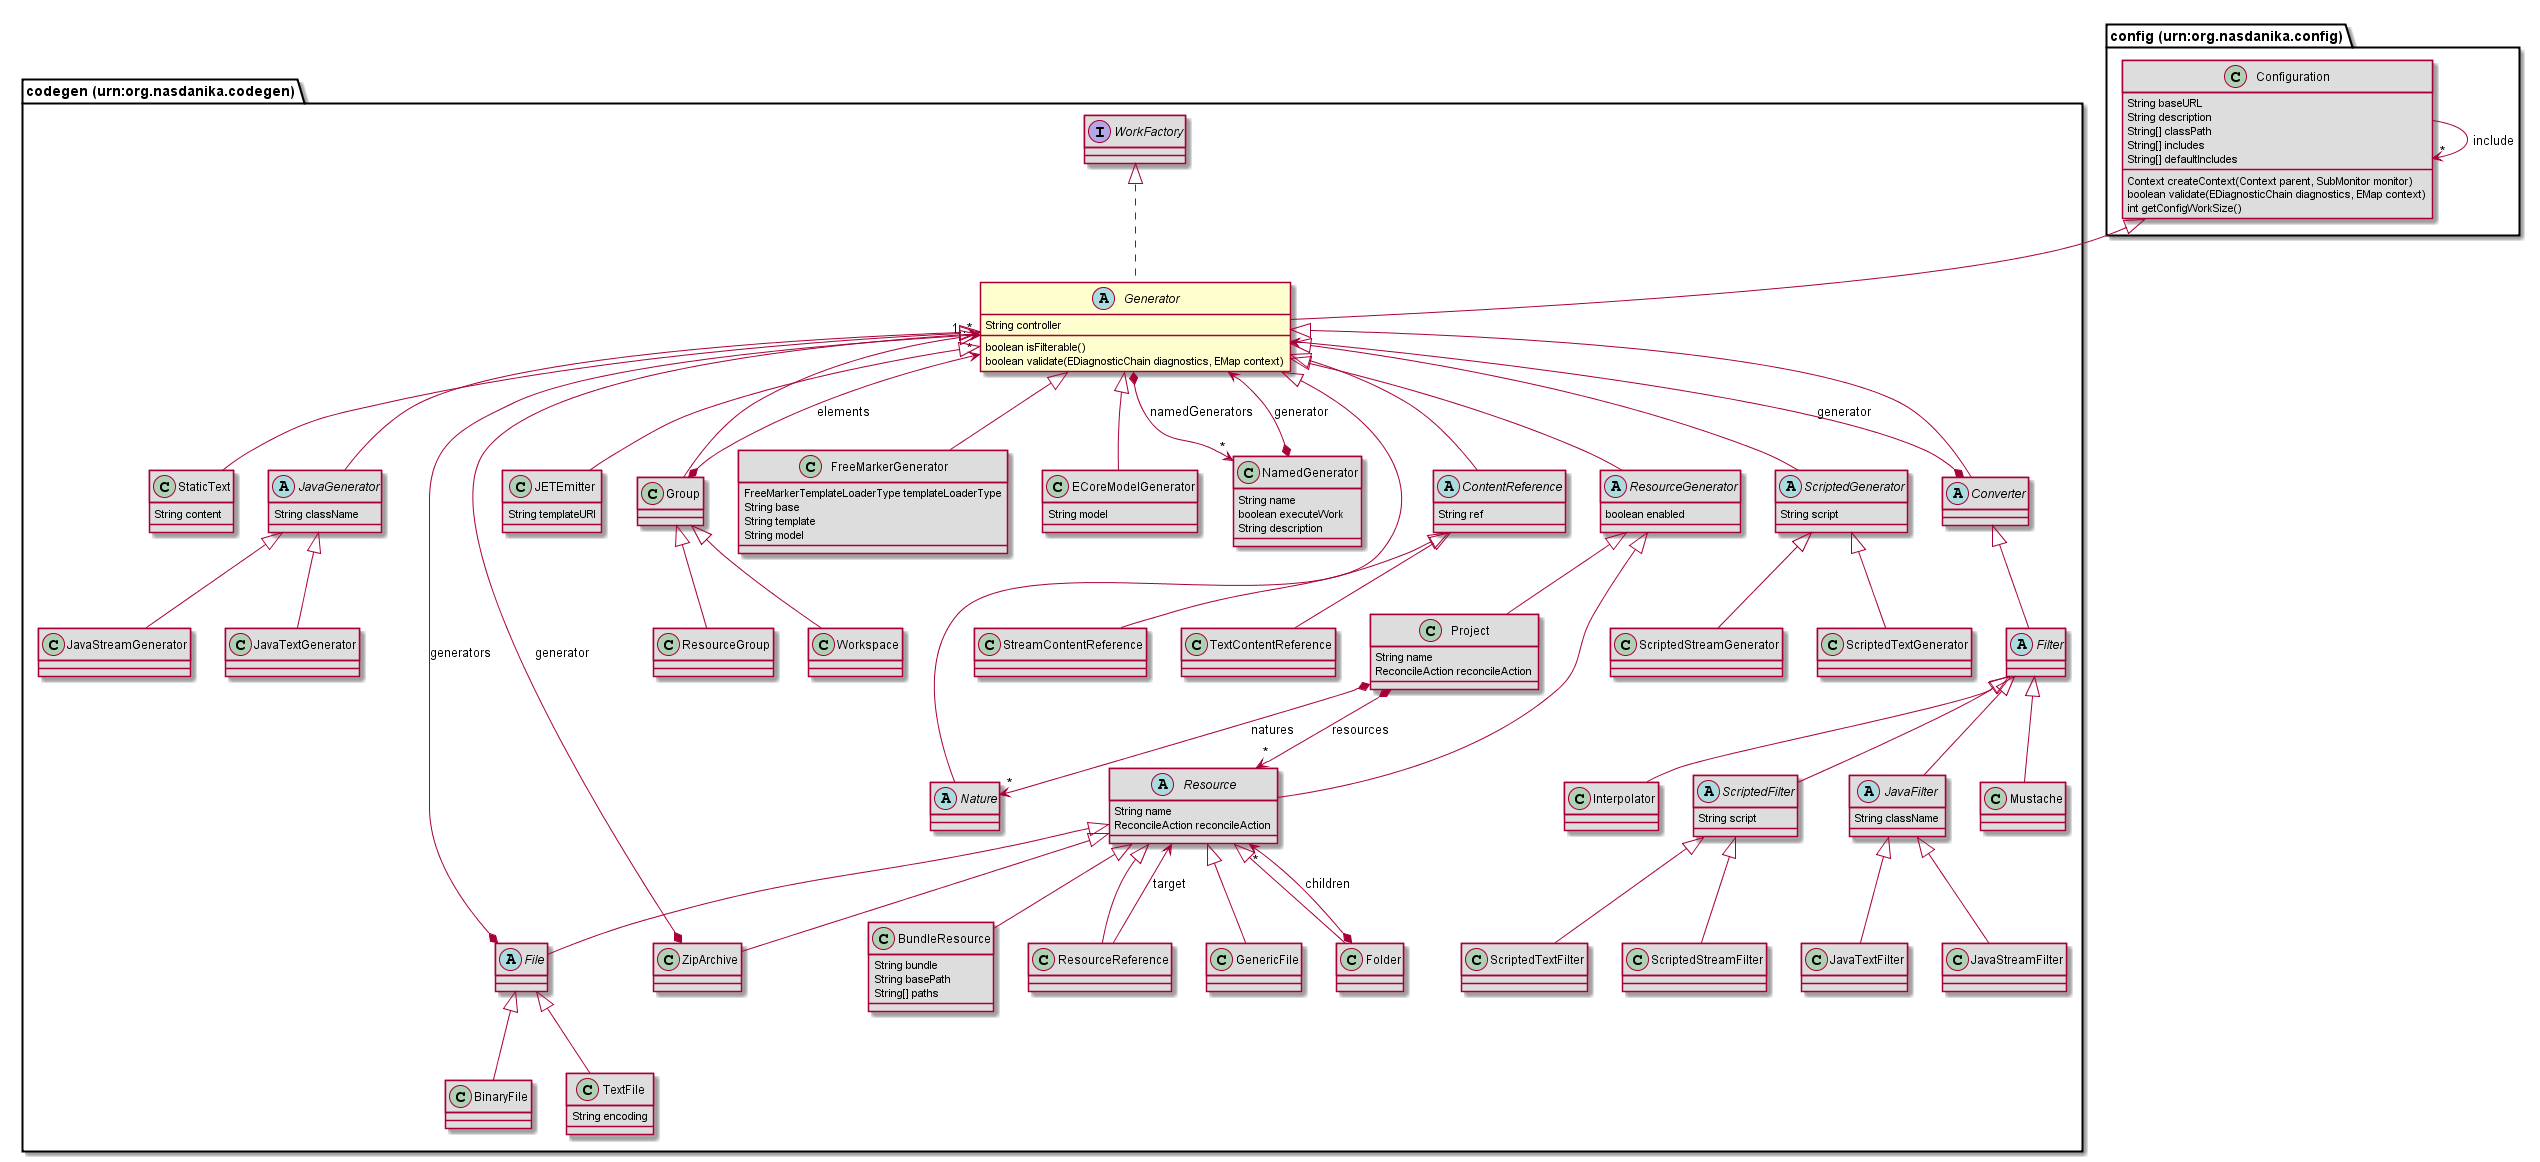 config (urn:org.nasdanika.config)
C Configuration
String baseURL
String description
String[] classPath
String[] includes
String[] defaultIncludes
Context createContext(Context parent, SubMonitor monitor)
boolean validate(EDiagnosticChain diagnostics, EMap context)
int getConfigWorkSize()
*
include
codegen (urn:org.nasdanika.codegen)
I WorkFactory
A Generator
String controller
boolean isFilterable()
boolean validate(EDiagnosticChain diagnostics, EMap context)
*
*
elements
namedGenerators
generator
generator
*
C StaticText
String content
A JavaGenerator
String className
C JETEmitter
String templateURI
C Group
C FreeMarkerGenerator
FreeMarkerTemplateLoaderType templateLoaderType
String base
String template
String model
C ECoreModelGenerator
String model
C NamedGenerator
String name
boolean executeWork
String description
A ContentReference
String ref
A ResourceGenerator
boolean enabled
A ScriptedGenerator
String script
A Converter
C JavaStreamGenerator
C JavaTextGenerator
generators
generator
C ResourceGroup
C Workspace
C StreamContentReference
C TextContentReference
C Project
String name
ReconcileAction reconcileAction
C ScriptedStreamGenerator
C ScriptedTextGenerator
A Filter
natures
resources
*
*
A Nature
A Resource
String name
ReconcileAction reconcileAction
C Interpolator
A ScriptedFilter
String script
A JavaFilter
String className
C Mustache
*
target
children
A File
C ZipArchive
C BundleResource
String bundle
String basePath
String[] paths
C ResourceReference
C GenericFile
C Folder
C ScriptedTextFilter
C ScriptedStreamFilter
C JavaTextFilter
C JavaStreamFilter
C BinaryFile
C TextFile
String encoding